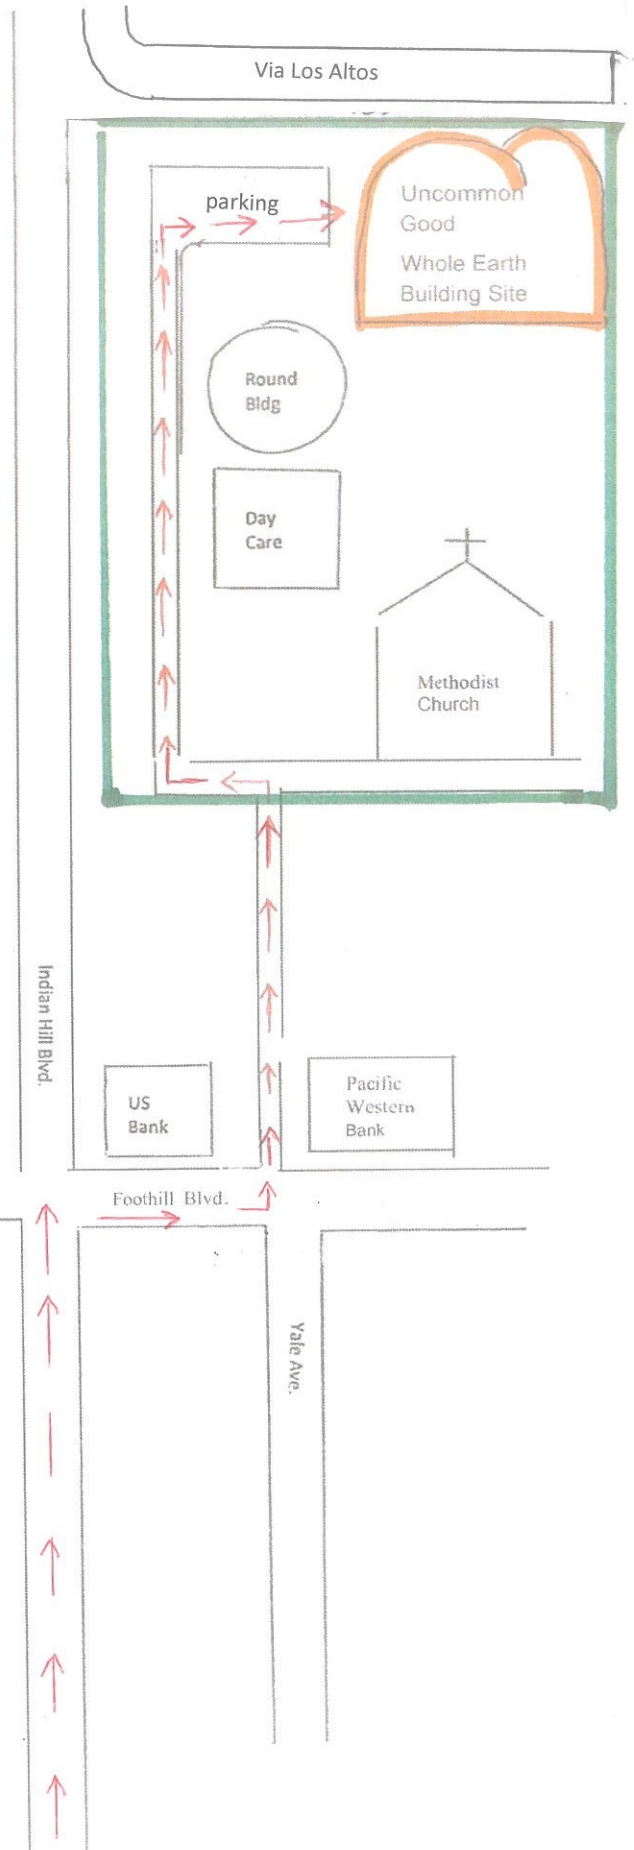 Via Los Altos
parking
Uncommon
Good
Whole Earth
Building Site
Round
Bldg
Day
Care
Methodist
Church
Indian Hill Blvd.
US
Bank
Pacific
Western
Bank
Foothill Blvd.
Yale Ave.